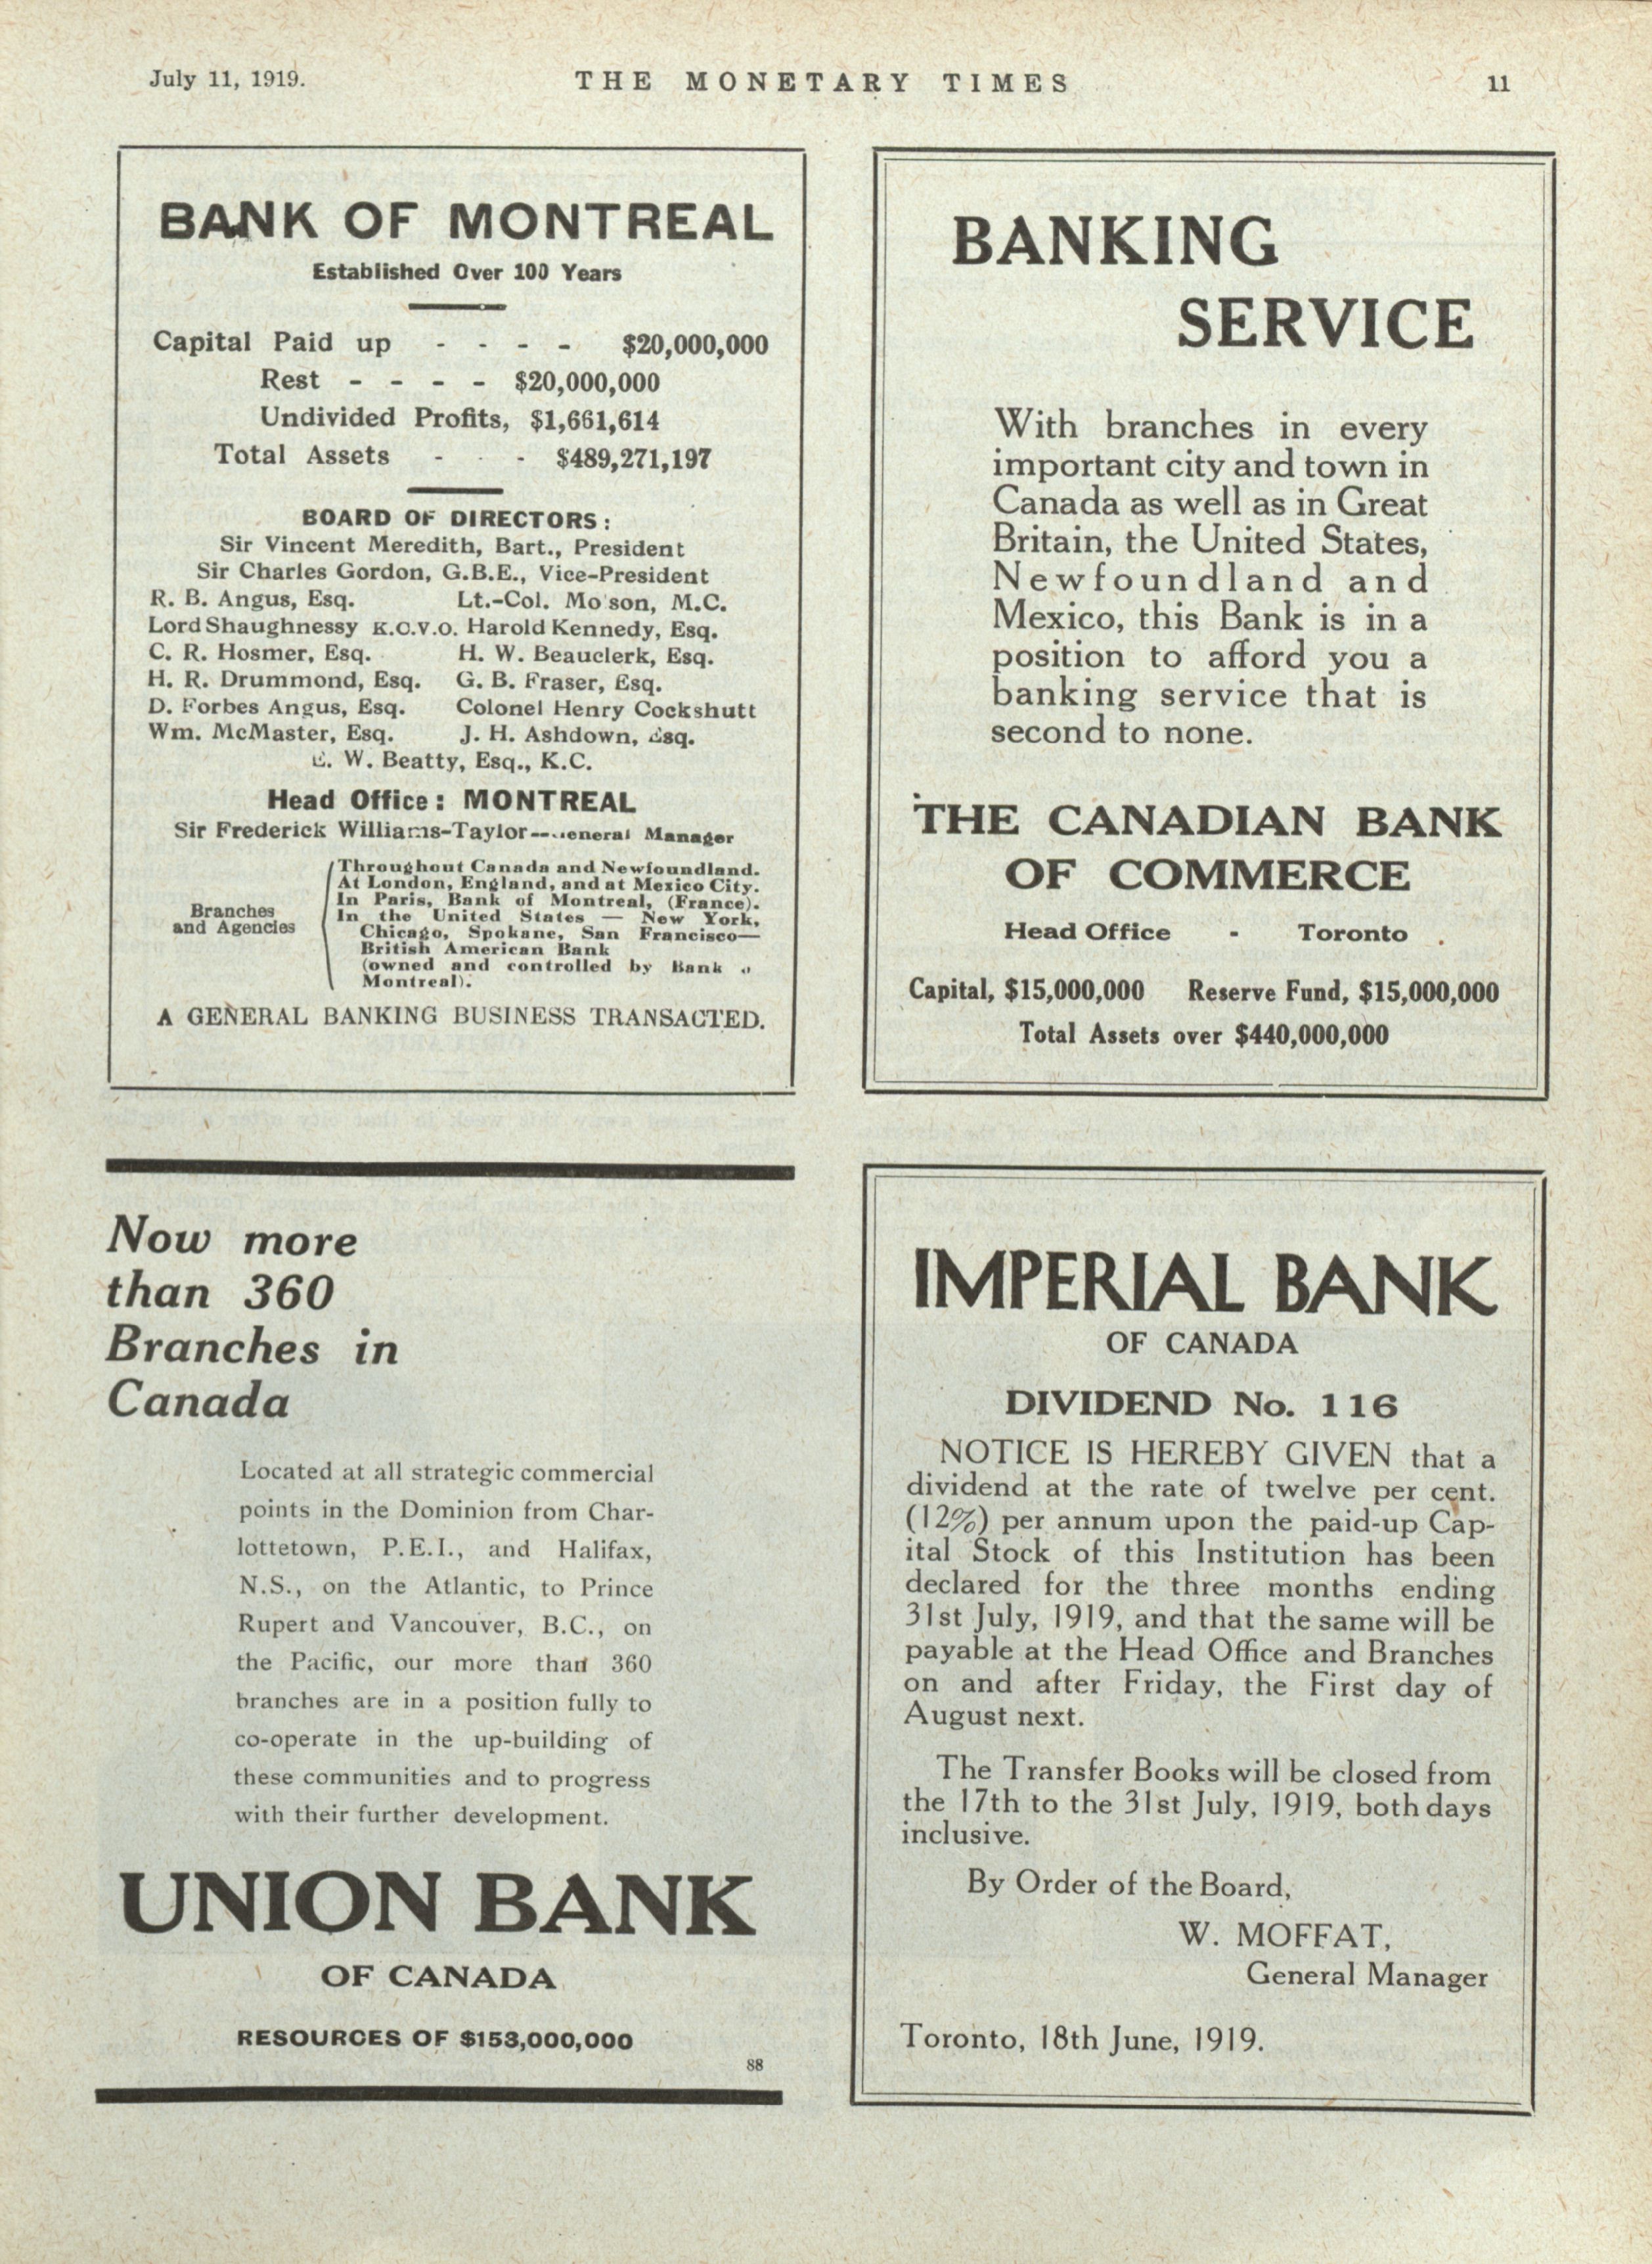 July 11, 1919.
THE MONETARY TIMES
11
BANK OF MONTREAL
Established Over 100 Years
Capital Paid up - - - - $20,000,000
Rest - - - - $20,000,000
Undivided Profits, $1,661,614
Total Assets - - - $489,271,197
BOARD OF DIRECTORS:
Sir Vincent Meredith, Bart., President
Sir Charles Gordon, G.B.E., Vice-President
R. B. Angus, Esq. Lt.-Col. Mo'son, M.C.
Lord Shaughnessy K.C.V.O. Harold Kennedy, Esq.
C. R. Hosmer, Esq. H. W. Beauclerk, Esq.
H. R. Drummond, Esq. G. B. Fraser, Esq.
D. Forbes Angus, Esq. Colonel Henry Cockshutt
Wm. McMaster, Esq. J. H. Ashdown, Esq.
E. W. Beatty, Esq., K.C.
Head Office: MONTREAL
Sir Frederick Williams-Taylor--General Manager
Branches
and Agencies
Throughout Canada and Newfoundland.
At London, England, and at Mexico City.
In Paris, Bank of Montreal, (France).
In the United States — New York,
Chicago, Spokane, San Francisco—
British American Bank
(owned and controlled by Bank o
Montreal).
A GENERAL BANKING BUSINESS TRANSACTED.
BANKING
SERVICE
With branches in every
important city and town in
Canada as well as in Great
Britain, the United States,
Newfoundland and
Mexico, this Bank is in a
position to afford you a
banking service that is
second to none.
THE CANADIAN BANK
OF COMMERCE
Head Office - Toronto
Capital, $15,000,000 Reserve Fund, $15,000,000
Total Assets over $440,000,000
Now more
than 360
Branches in
Canada
Located at all strategic commercial
points in the Dominion from Char-
lottetown, P.E.I., and Halifax,
N.S., on the Atlantic, to Prince
Rupert and Vancouver, B.C., on
the Pacific, our more than 360
branches are in a position fully to
co-operate in the up-building of
these communities and to progress
with their further development.
UNION BANK
OF CANADA
RESOURCES OF $153,000,000
88
IMPERIAL BANK
OF CANADA
DIVIDEND No. 116
NOTICE IS HEREBY GIVEN that a
dividend at the rate of twelve per cent.
(12%) per annum upon the paid-up Cap-
ital Stock of this Institution has been
declared for the three months ending
31st July, 1919, and that the same will be
payable at the Head Office and Branches
on and after Friday, the First day of
August next.
The Transfer Books will be closed from
the 17th to the 31st July, 1919, both days
inclusive.
By Order of the Board,
W. MOFFAT,
General Manager
Toronto, 18th June, 1919.